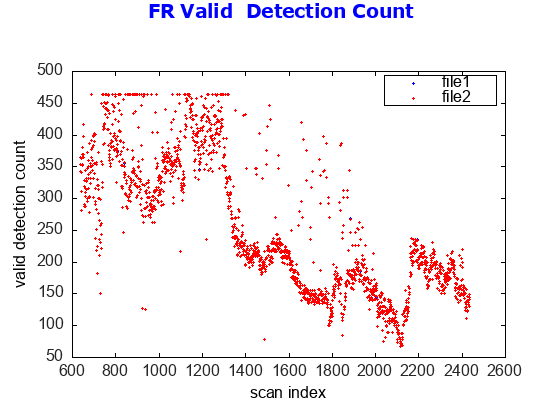 FR Valid  Detection Count
file1
file2
500
450
400
350
300
250
200
150
100
50
valid detection count
600 800 1000 1200 1400 1600 1800 2000 2200 2400 2600
scan index